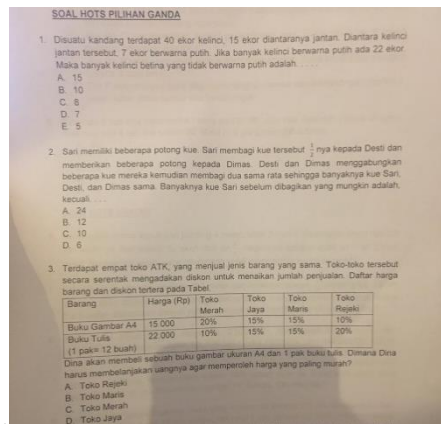 SOAL HOTS PILIHAN GANDA
1. Disuatu kandang terdapat 40 ekor kelinci, 15 ekor diantaranya jantan. Diantara kelinci
jantan tersebut, 7 ekor berwarna putih. Jika banyak kelinci berwarna putih ada 22 ekor
Maka banyak kelinci betina yang tidak berwarna putih adalah. . . . .
A. 15
B. 10
C. 8
D. 7
E. 5
2. Sari memiliki beberapa potong kue. Sari membagi kue tersebut 1/2 nya kepada Desti dan
memberikan beberapa potong kepada Dimas. Desti dan Dimas menggabungkan
beberapa kue mereka kemudian membagi dua sama rata sehingga banyaknya kue Sari,
Desti, dan Dimas sama. Banyaknya kue Sari sebelum dibagikan yang mungkin adalah,
kecuali. . . .
A. 24
B. 12
C. 10
D. 6
3. Terdapat empat toko ATK, yang menjual jenis barang yang sama. Toko-toko tersebut
secara serentak mengadakan diskon untuk menaikan jumlah penjualan. Daftar harga
barang dan diskon tertera pada Tabel.
Barang Harga (Rp) Toko Merah Toko Jaya Toko Maris Toko Rejeki
Buku Gambar A4 15.000 20% 15% 15% 10%
Buku Tulis (1 pak= 12 buah) 22.000 10% 15% 15% 20%
Dina akan membeli sebuah buku gambar ukuran A4 dan 1 pak buku tulis. Dimana Dina
harus membelanjakan uangnya agar memperoleh harga yang paling murah?
A. Toko Rejeki
B. Toko Maris
C. Toko Merah
D. Toko Jaya